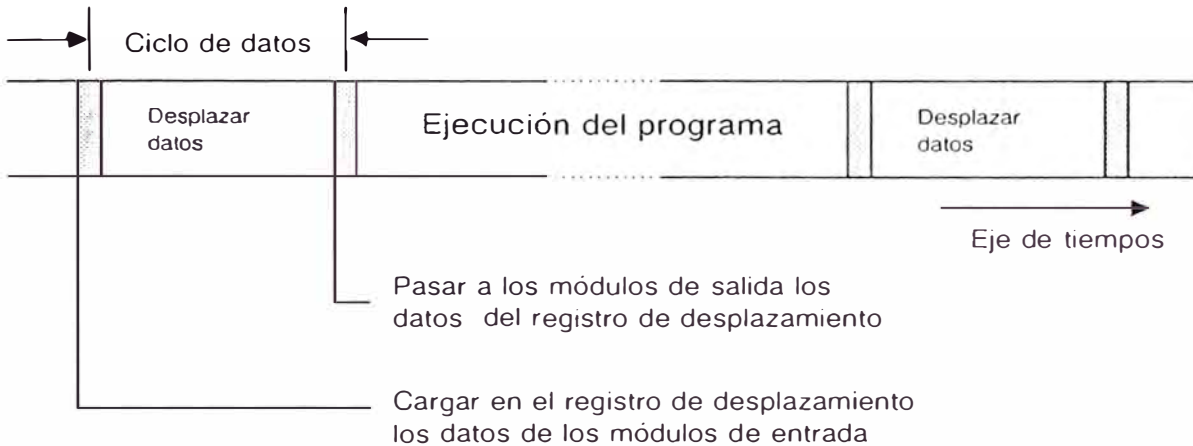 Ciclo de datos
Desplazar
datos
Ejecución del programa
Desplazar
datos
Eje de tiempos
Pasar a los módulos de salida los
datos del registro de desplazamiento
Cargar en el registro de desplazamiento
los datos de los módulos de entrada